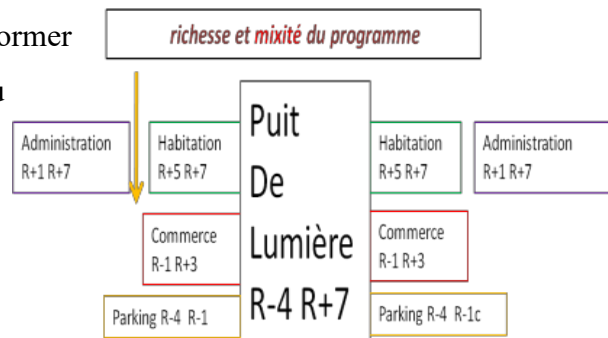 ormer
richesse et mixité du programme
Administration
R+1 R+7
Habitation
R+5 R+7
Puit
De
Lumière
R-4 R+7
Habitation
R+5 R+7
Administration
R+1 R+7
Commerce
R-1 R+3
Commerce
R-1 R+3
Parking R-4 R-1
Parking R-4 R-1c